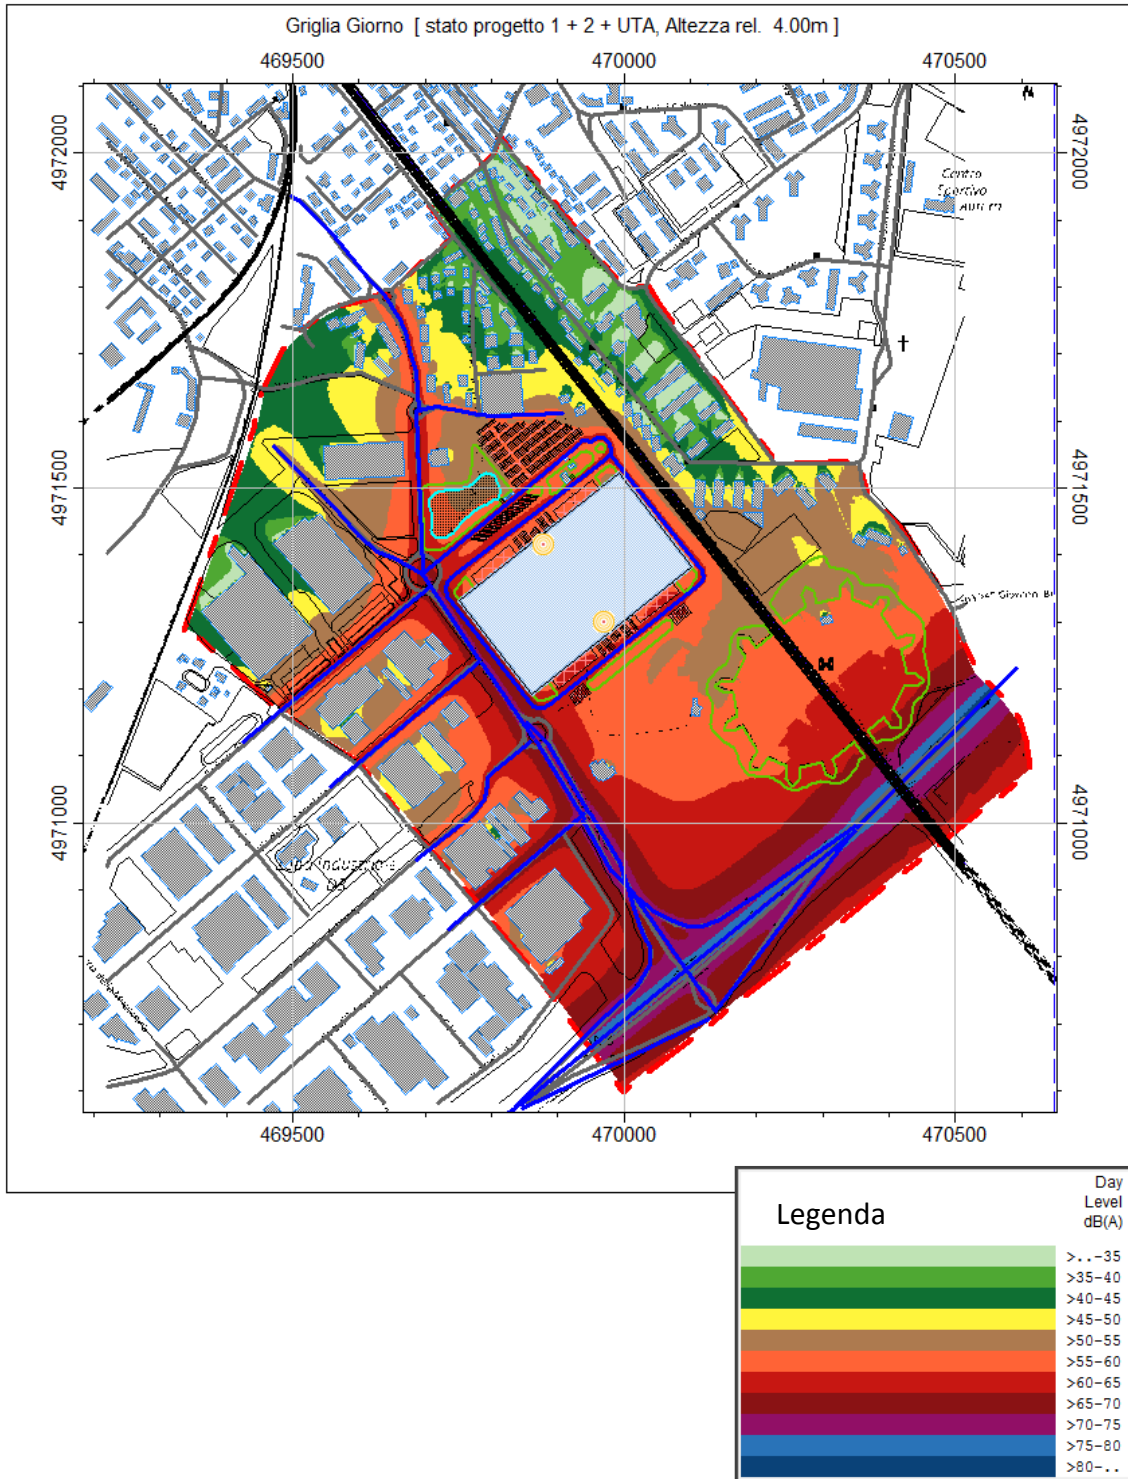 Griglia Giorno [ stato progetto 1 + 2 + UTA, Altezza rel. 4.00m ]
469500 470000 470500
4972000 4972000
Centro
Sportivo
4971500 4971500
4971000 4971000
469500 470000 470500
Legenda
Day
Level
dB(A)
>..-35
>35-40
>40-45
>45-50
>50-55
>55-60
>60-65
>65-70
>70-75
>75-80
>80-..